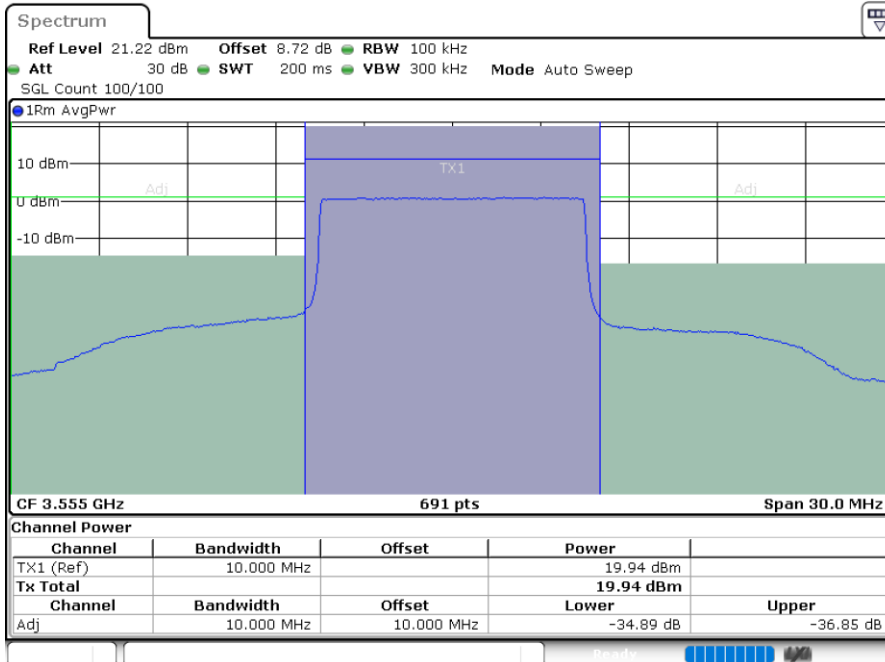 Spectrum
Ref Level 21.22 dBm Offset 8.72 dB RBW 100 kHz
Att 30 dB SWT 200 ms VBW 300 kHz Mode Auto Sweep
SGL Count 100/100
1Rm AvgPwr
10 dBm
TX1
Adj Adj
0 dBm
-10 dBm
CF 3.555 GHz 691 pts Span 30.0 MHz
Channel Power
Channel Bandwidth Offset Power
TX1 (Ref) 10.000 MHz 19.94 dBm
Tx Total 19.94 dBm
Channel Bandwidth Offset Lower Upper
Adj 10.000 MHz 10.000 MHz -34.89 dB -36.85 dB
Ready